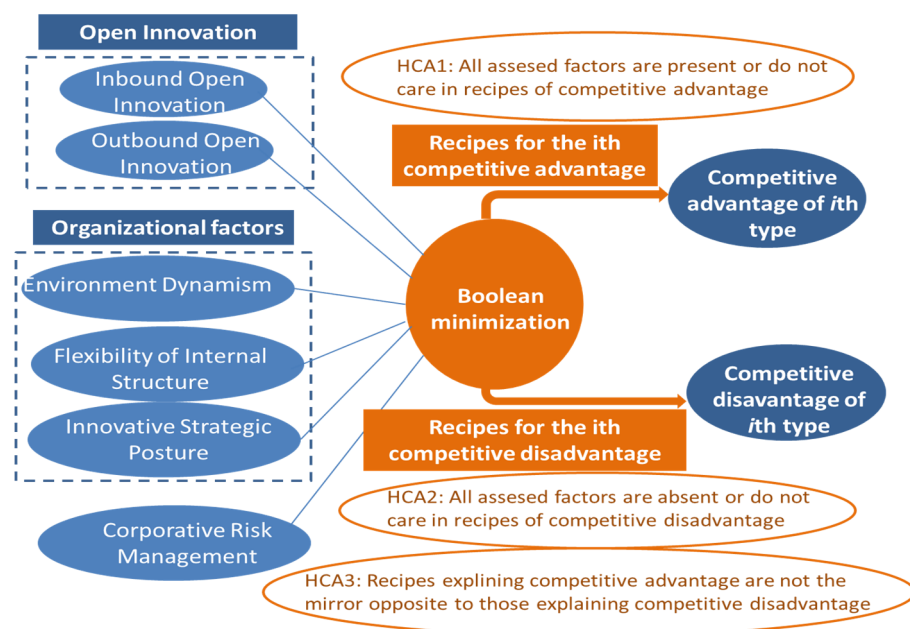 Open Innovation
Inbound Open
Innovation
Outbound Open
Innovation
Organizational factors
Environment Dynamism
Flexibility of Internal
Structure
Innovative Strategic
Posture
Corporative Risk
Management
HCA1: All assesed factors are present or do not
care in recipes of competitive advantage
Recipes for the ith
competitive advantage
Competitive
advantage of ith
type
Boolean
minimization
Competitive
disavantage of
ith type
Recipes for the ith
competitive disadvantage
HCA2: All assesed factors are absent or do not
care in recipes of competitive disadvantage
HCA3: Recipes explining competitive advantage are not the
mirror opposite to those explaining competitive disadvantage